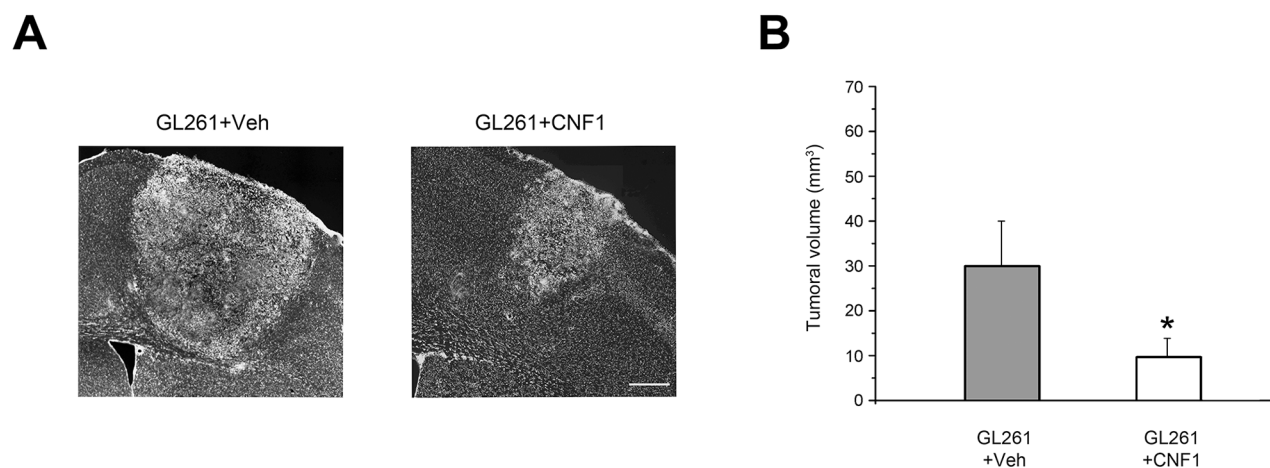 A
B
GL261+Veh
GL261+CNF1
Tumoral volume (mm³)
70
60
50
40
30
20
10
0
*
GL261
+Veh
GL261
+CNF1